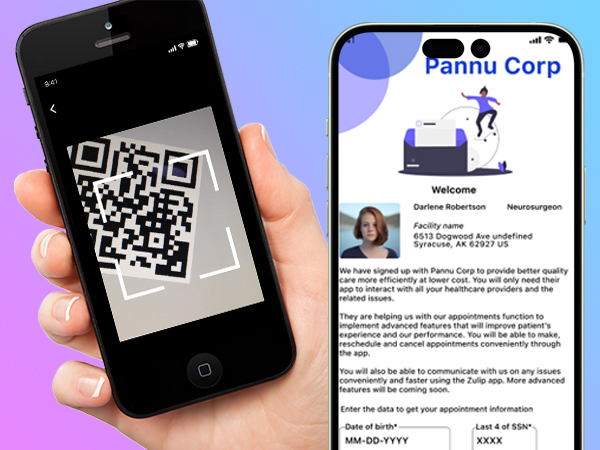 9:41
Pannu Corp
Welcome
Darlene Robertson Neurosurgeon
Facility name
6513 Dogwood Ave undefined
Syracuse, AK 62927 US
We have signed up with Pannu Corp to provide better quality
care more efficiently at lower cost. You will only need their
app to interact with all your healthcare providers and the
related issues.
They are helping us with our appointments function to
implement advanced features that will improve patient's
experience and our performance. You will be able to make,
reschedule and cancel appointments conveniently through
the app.
You will also be able to communicate with us on any issues
conveniently and faster using the Zulip app. More advanced
features will be coming soon.
Enter the data to get your appointment information
Date of birth* Last 4 of SSN*
MM-DD-YYYY XXXX